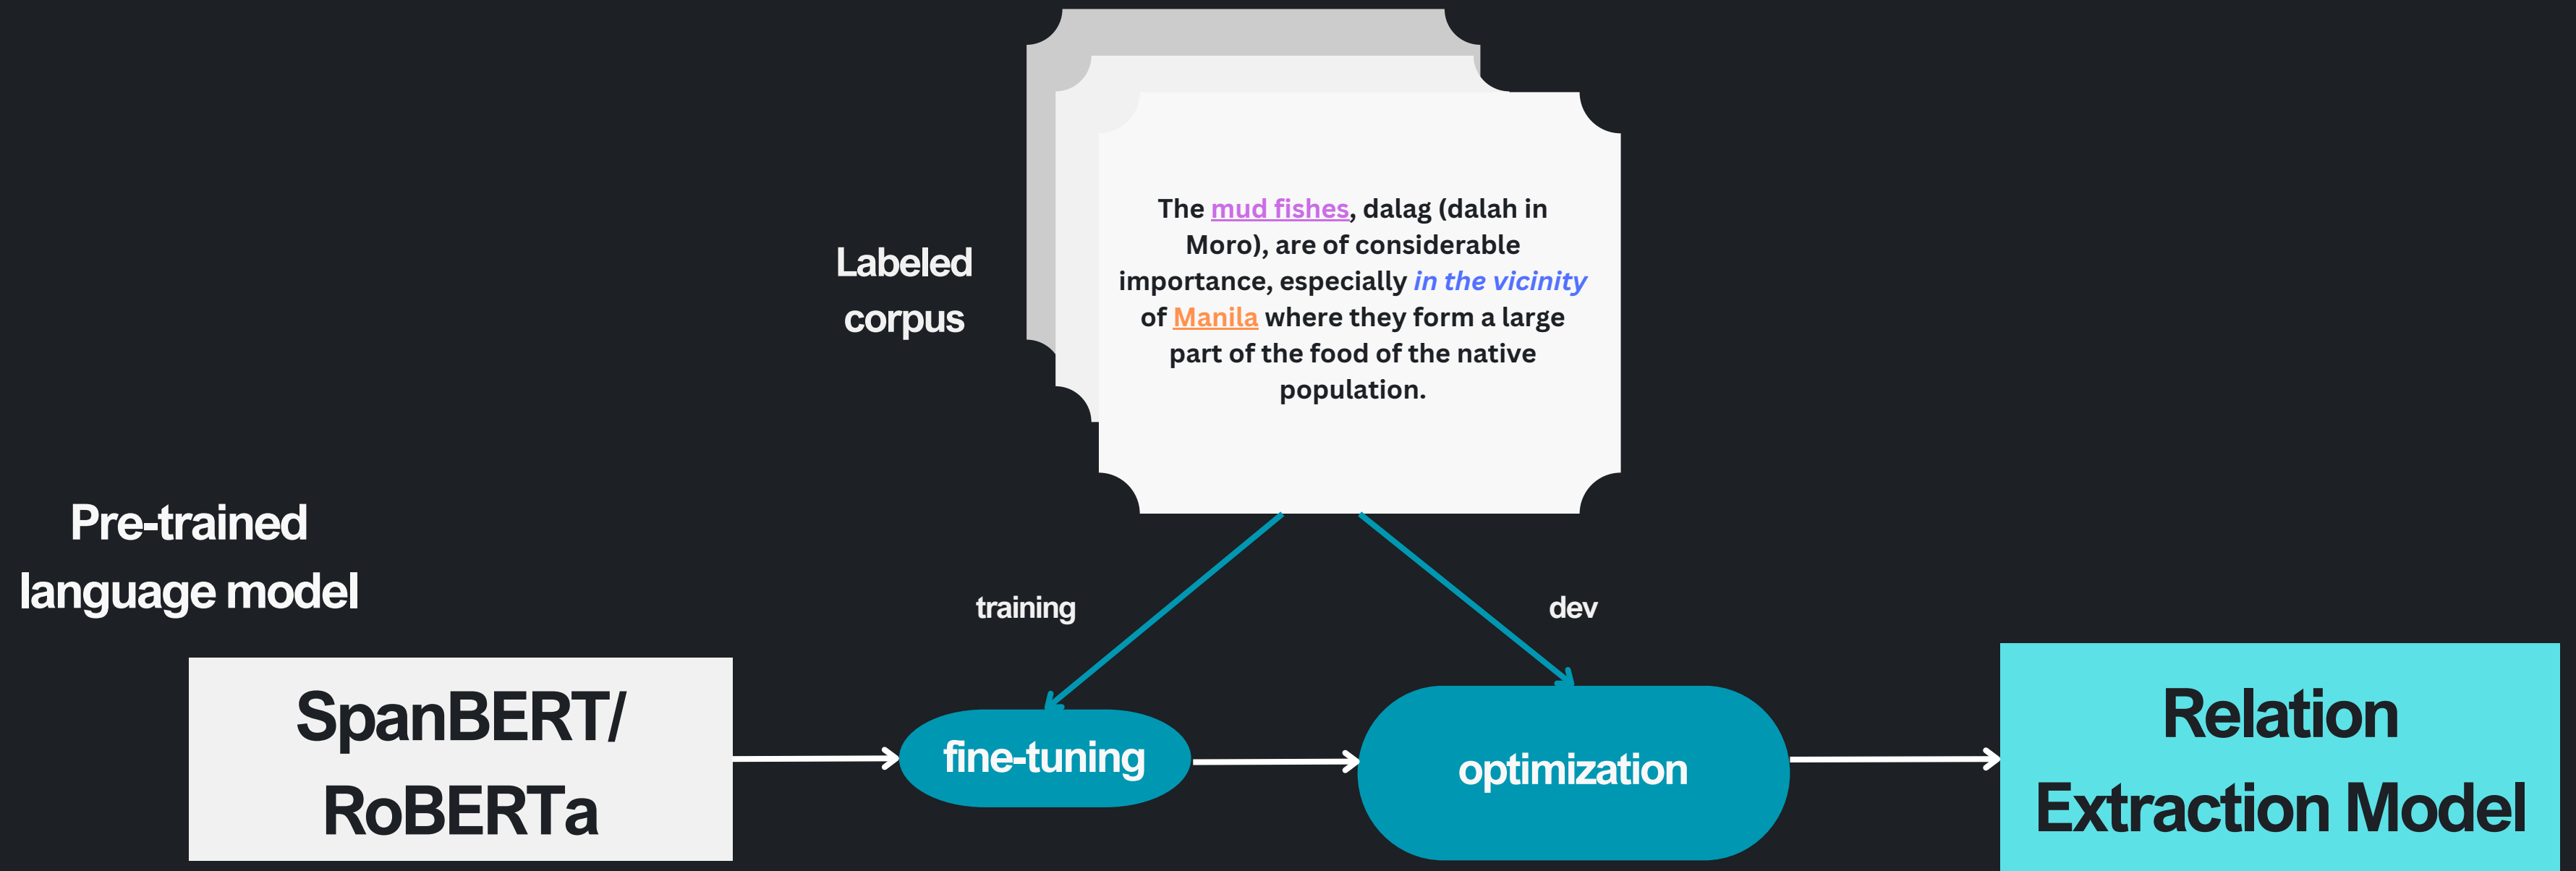 Labeled
corpus
The mud fishes, dalag (dalah in
Moro), are of considerable
importance, especially in the vicinity
of Manila where they form a large
part of the food of the native
population.
Pre-trained
language model
training
dev
SpanBERT/
RoBERTa
fine-tuning
optimization
Relation
Extraction Model